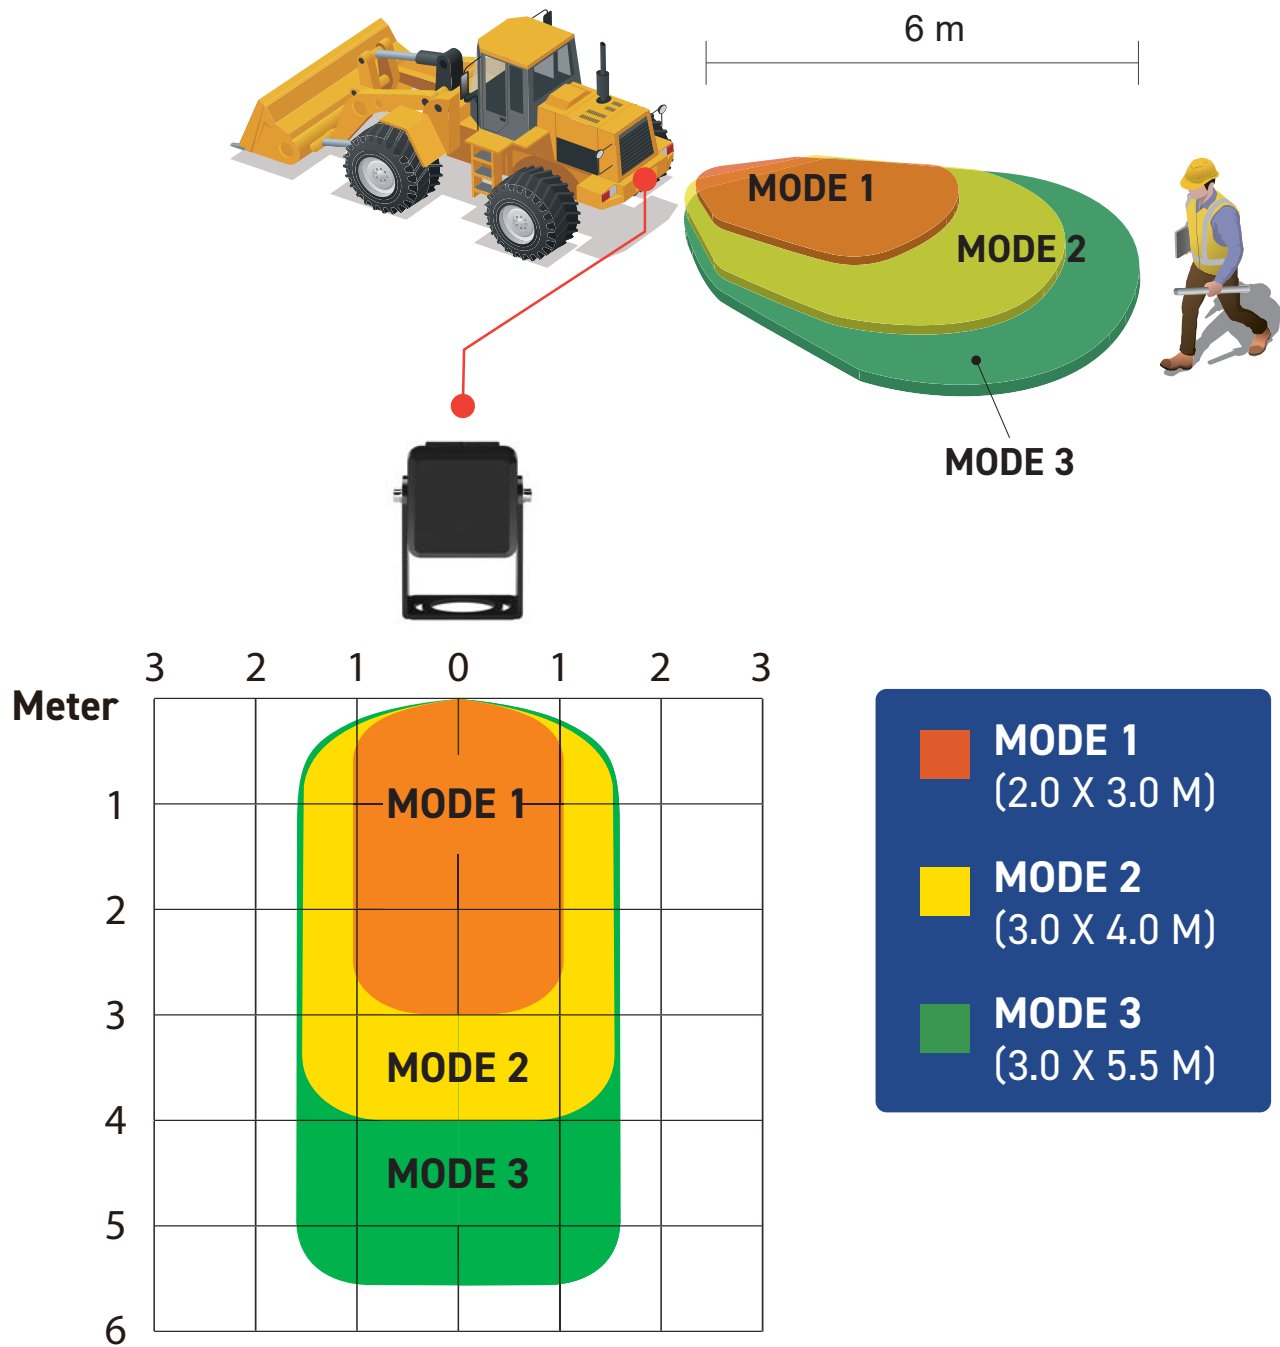 6 m
MODE 1
MODE 2
MODE 3
3 2 1 0 1 2 3
Meter
1
2
3
4
5
6
MODE 1
MODE 2
MODE 3
MODE 1
(2.0 X 3.0 M)
MODE 2
(3.0 X 4.0 M)
MODE 3
(3.0 X 5.5 M)